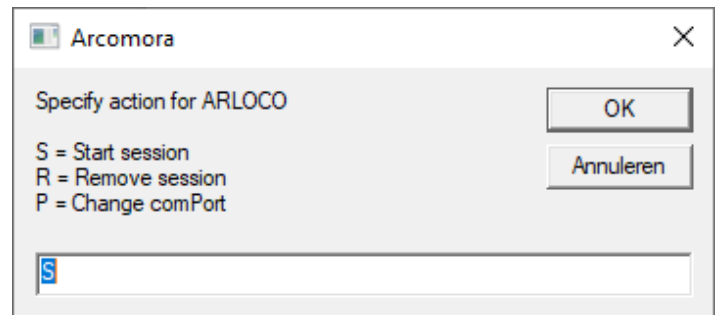 Arcomora
Specify action for ARLOCO
OK
S = Start session
R = Remove session
P = Change comPort
Annuleren
S